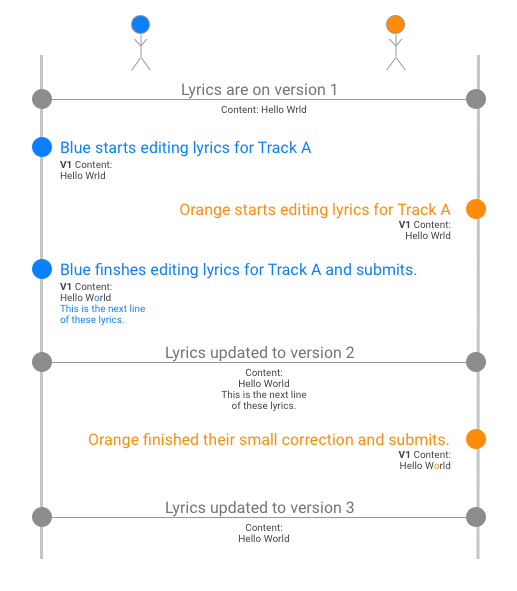 Lyrics are on version 1
Content: Hello Wrld
Blue starts editing lyrics for Track A
V1 Content:
Hello Wrld
Orange starts editing lyrics for Track A
V1 Content:
Hello Wrld
Blue finshes editing lyrics for Track A and submits.
V1 Content:
Hello World
This is the next line
of these lyrics.
Lyrics updated to version 2
Content:
Hello World
This is the next line
of these lyrics.
Orange finished their small correction and submits.
V1 Content:
Hello World
Lyrics updated to version 3
Content:
Hello World